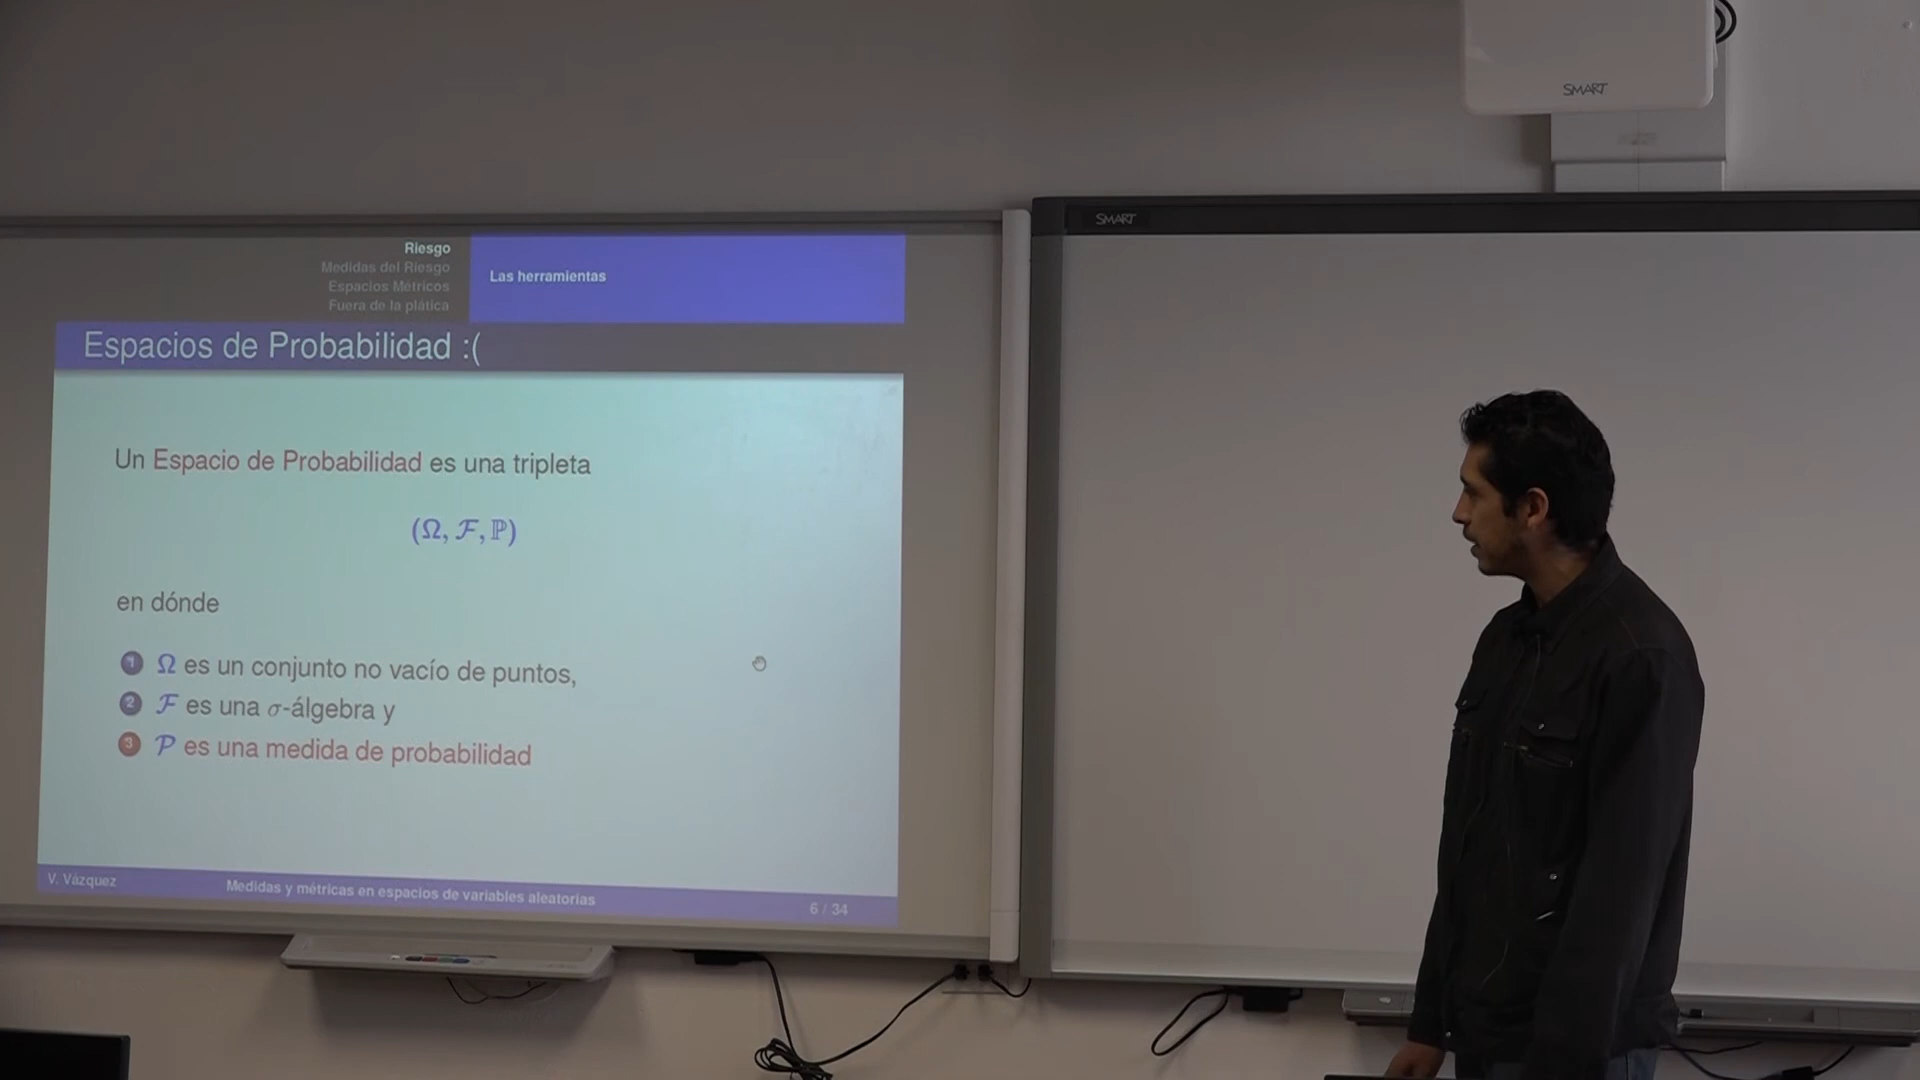 SMART
SMART
Riesgo
Medidas del Riesgo
Espacios Métricos
Fuera de la plática
Las herramientas
Espacios de Probabilidad :(
Un Espacio de Probabilidad es una tripleta
(Ω, ℱ, ℙ)
en dónde
1 Ω es un conjunto no vacío de puntos,
2 ℱ es una σ-álgebra y
3 𝒫 es una medida de probabilidad
V. Vázquez
Medidas y métricas en espacios de variables aleatorias
6 / 34